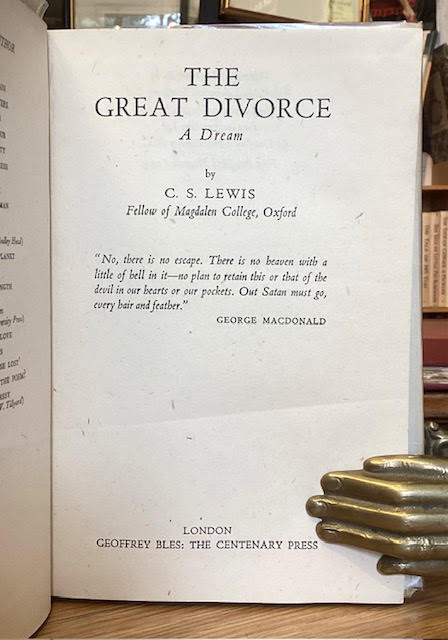 THE
GREAT DIVORCE
A Dream
by
C. S. LEWIS
Fellow of Magdalen College, Oxford
"No, there is no escape. There is no heaven with a
little of hell in it—no plan to retain this or that of the
devil in our hearts or our pockets. Out Satan must go,
every hair and feather."
GEORGE MACDONALD
LONDON
GEOFFREY BLES: THE CENTENARY PRESS